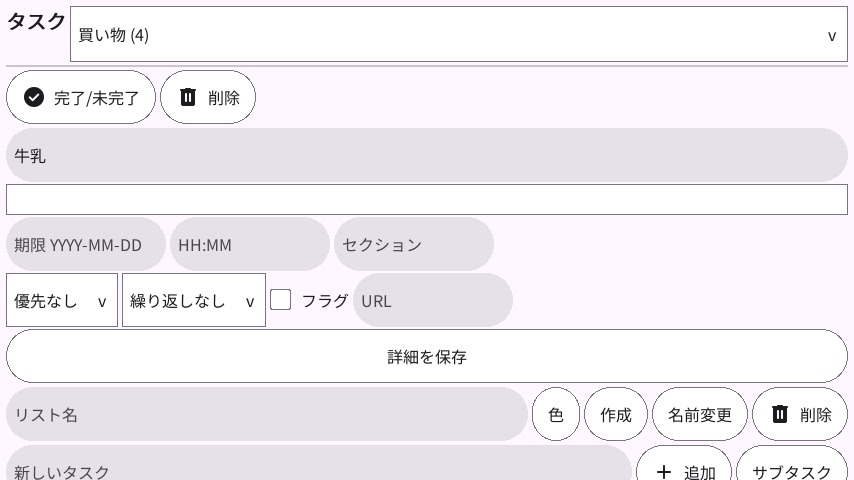 タスク 買い物 (4) v
完了/未完了 削除
牛乳
期限 YYYY-MM-DD HH:MM セクション
優先なし v 繰り返しなし v フラグ URL
詳細を保存
リスト名 色 作成 名前変更 削除
新しいタスク + 追加 サブタスク